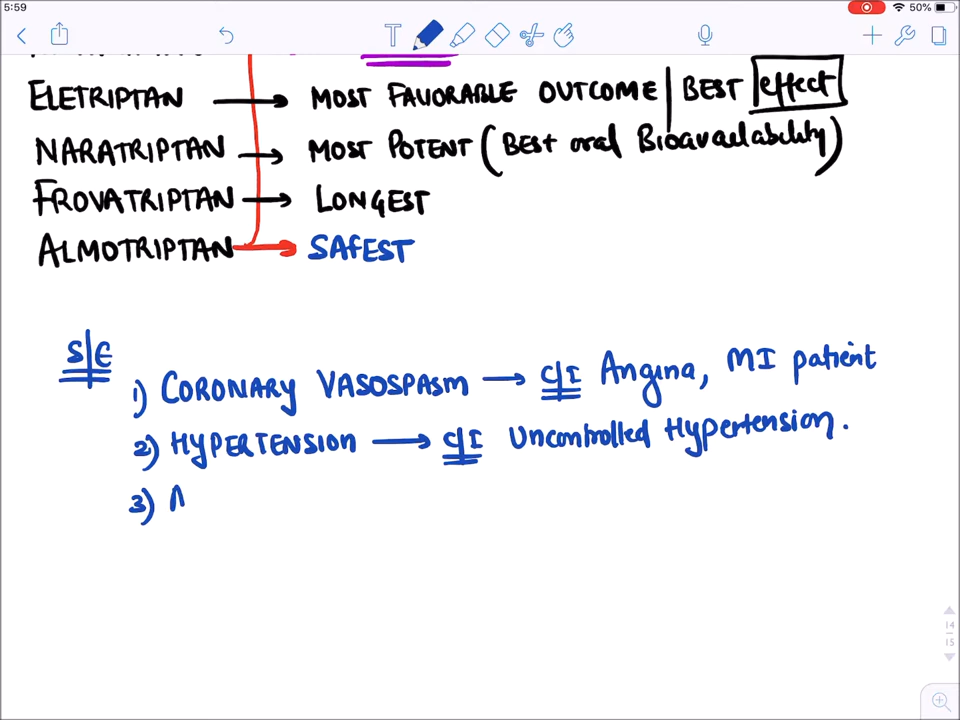 5:59
50%
T
ELETRIPTAN → MOST FAVORABLE OUTCOME | BEST effect
NARATRIPTAN → MOST POTENT (BEST oral Bioavailability)
FROVATRIPTAN → LONGEST
ALMOTRIPTAN → SAFEST
S/E
1) CORONARY VASOSPASM → C/I Angina, MI patient
2) HYPERTENSION → C/I Uncontrolled Hypertension.
3)
14
15